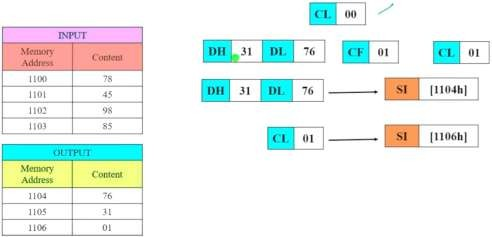 CL 00
DH 31 DL 76 CF 01 CL 01
DH 31 DL 76 SI [1104h]
CL 01 SI [1106h]
INPUT
Memory Address Content
1100 78
1101 45
1102 98
1103 85
OUTPUT
Memory Address Content
1104 76
1105 31
1106 01